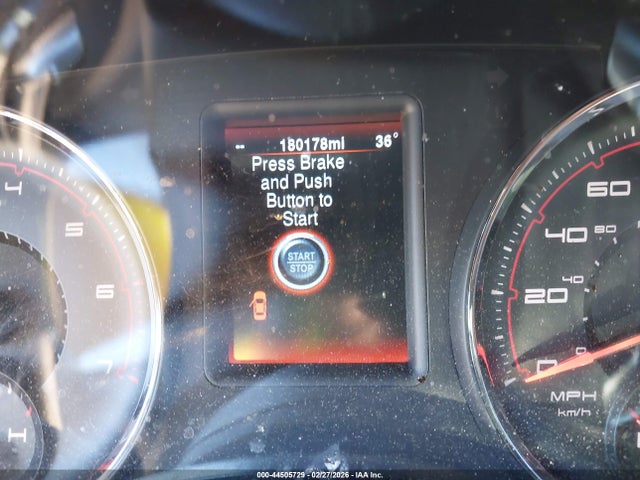 -- 180178mi 36°
Press Brake
and Push
Button to
Start
START
STOP
4
5
6
7
H
60
40 80
20 40
0 0
MPH
km/h
000-44505729 - 02/27/2026 - IAA Inc.